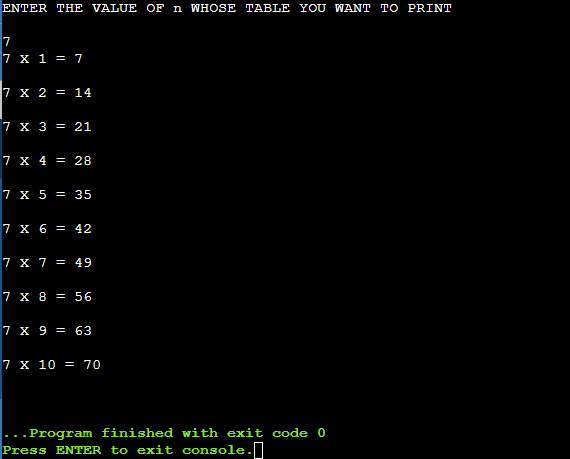 ENTER THE VALUE OF n WHOSE TABLE YOU WANT TO PRINT
7
7 X 1 = 7
7 X 2 = 14
7 X 3 = 21
7 X 4 = 28
7 X 5 = 35
7 X 6 = 42
7 X 7 = 49
7 X 8 = 56
7 X 9 = 63
7 X 10 = 70
...Program finished with exit code 0
Press ENTER to exit console.